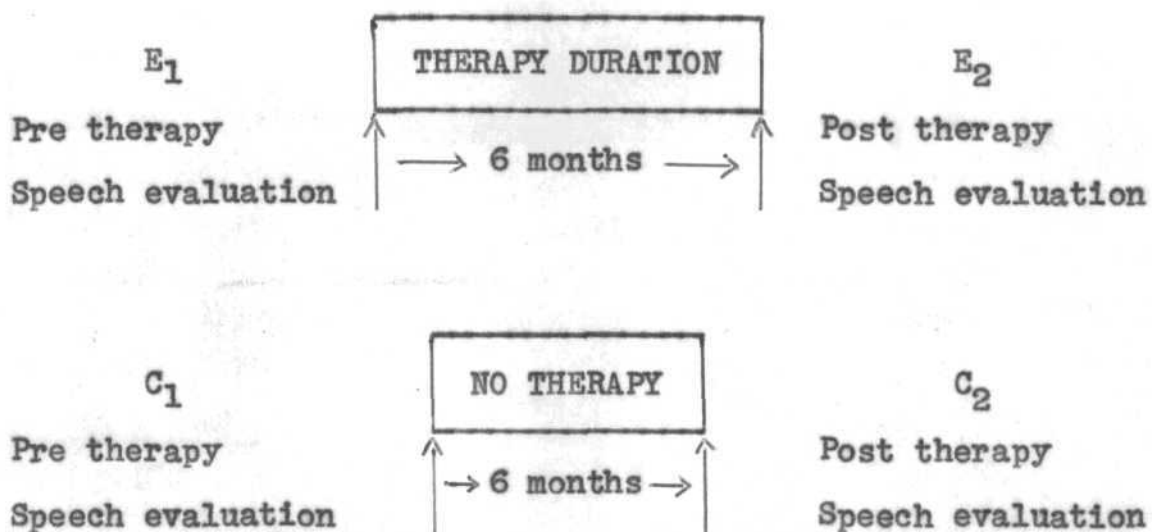 E1 THERAPY DURATION E2
Pre therapy Post therapy
→ 6 months →
Speech evaluation Speech evaluation
C1 NO THERAPY C2
Pre therapy Post therapy
→ 6 months →
Speech evaluation Speech evaluation